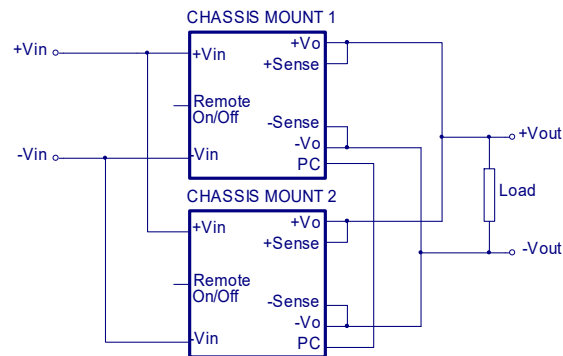 CHASSIS MOUNT 1
+Vin
+Vin
+Vo
+Sense
Remote
On/Off
-Sense
-Vo
-Vin
-Vin
PC
+Vout
Load
-Vout
CHASSIS MOUNT 2
+Vin
+Vo
+Sense
Remote
On/Off
-Sense
-Vo
-Vin
PC